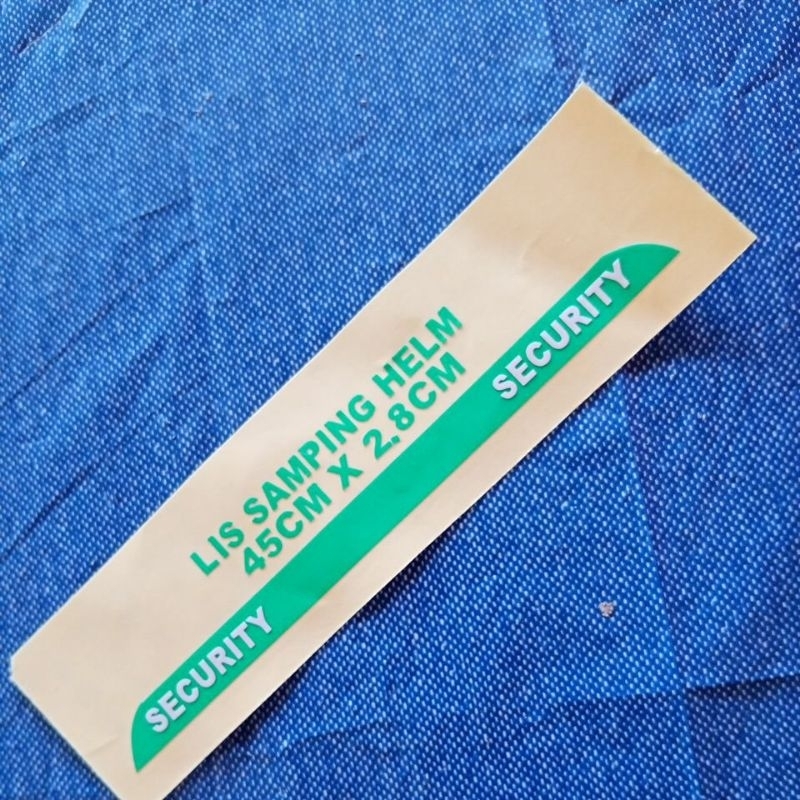 LIS SAMPING HELM
45CM X 2.8CM
SECURITY
SECURITY